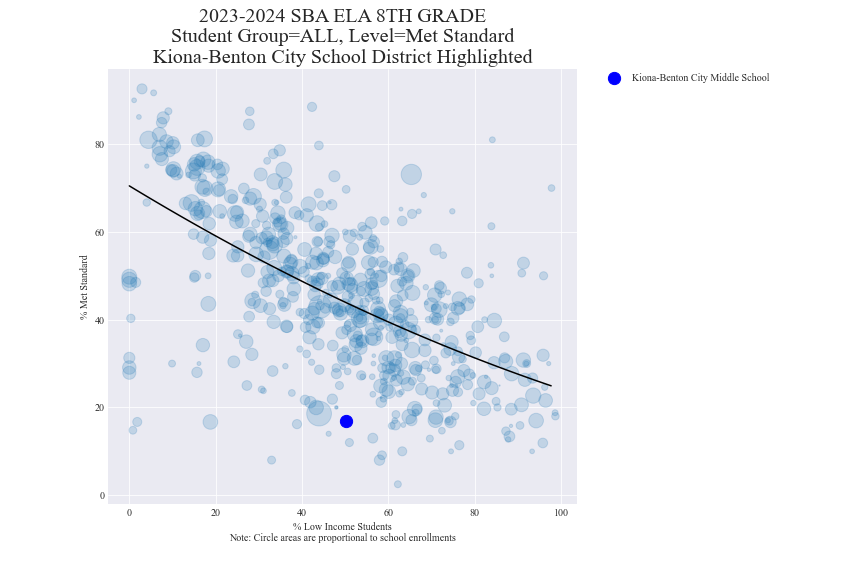 2023-2024 SBA ELA 8TH GRADE
Student Group=ALL, Level=Met Standard
Kiona-Benton City School District Highlighted
Kiona-Benton City Middle School
% Met Standard
80
60
40
20
0
0 20 40 60 80 100
% Low Income Students
Note: Circle areas are proportional to school enrollments